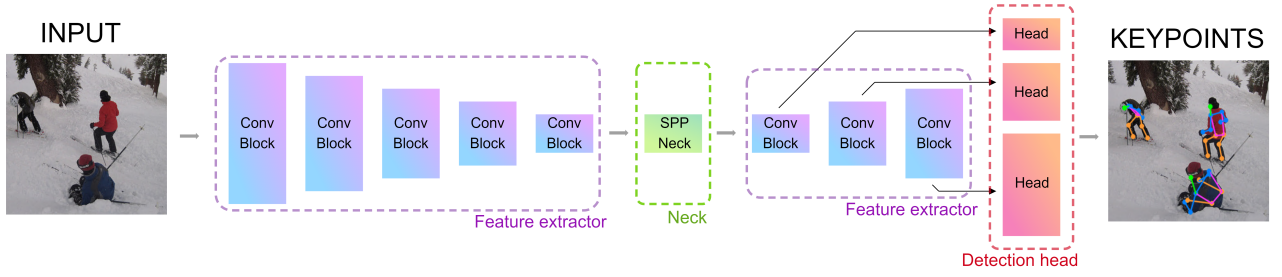 INPUT
Conv
Block
Conv
Block
Conv
Block
Conv
Block
Conv
Block
Feature extractor
SPP
Neck
Neck
Conv
Block
Conv
Block
Conv
Block
Feature extractor
Head
Head
Head
Detection head
KEYPOINTS